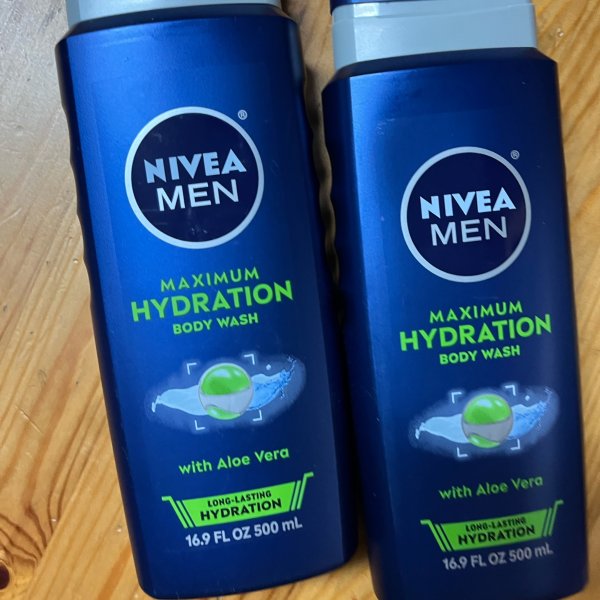 ®
NIVEA
MEN
MAXIMUM
HYDRATION
BODY WASH
with Aloe Vera
LONG-LASTING
HYDRATION
16.9 FL OZ 500 mL
®
NIVEA
MEN
MAXIMUM
HYDRATION
BODY WASH
with Aloe Vera
LONG-LASTING
HYDRATION
16.9 FL OZ 500 mL